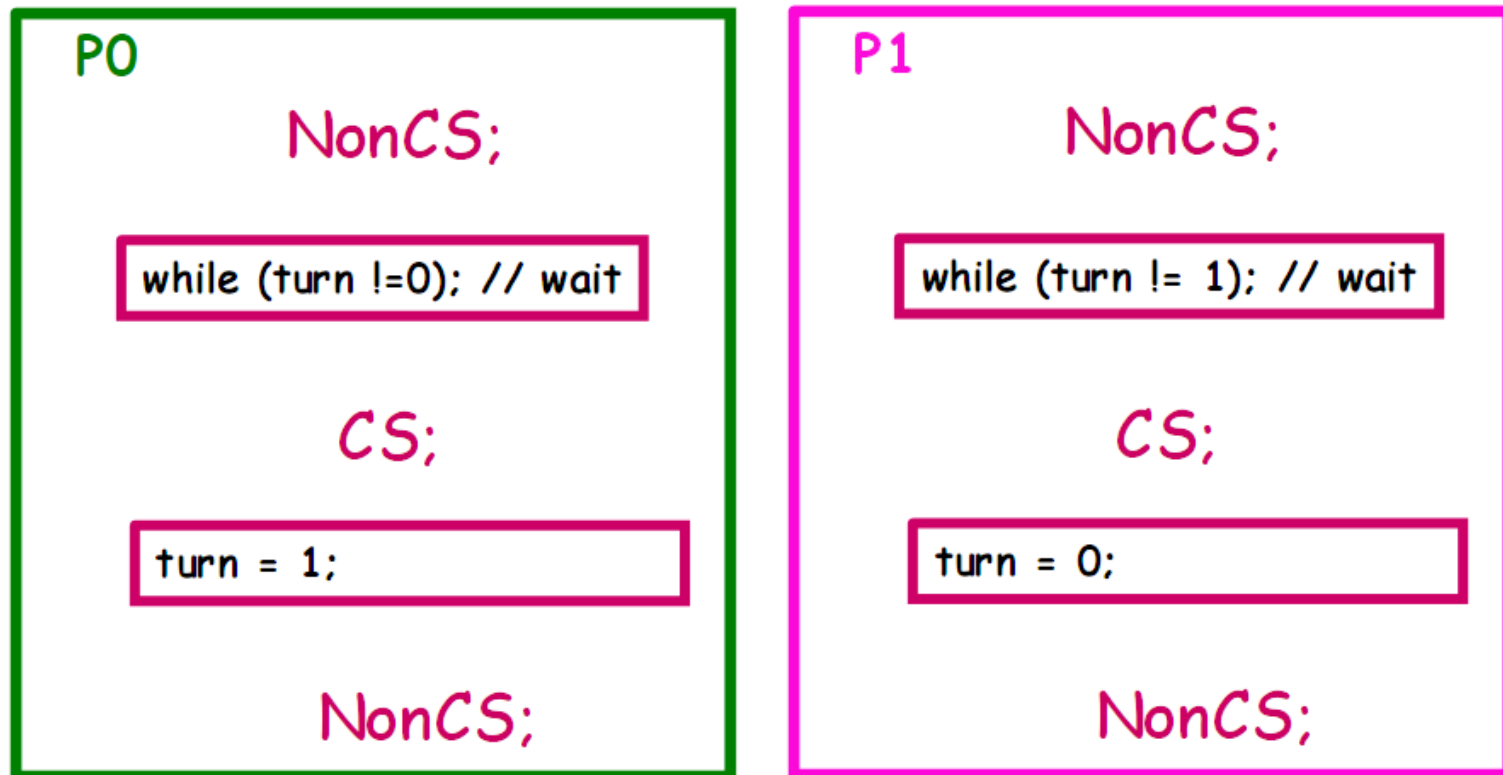 P0
NonCS;
while (turn !=0); // wait
CS;
turn = 1;
NonCS;
P1
NonCS;
while (turn != 1); // wait
CS;
turn = 0;
NonCS;